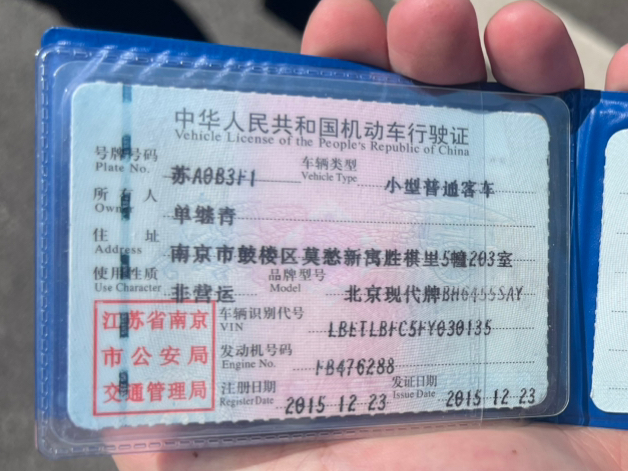 中华人民共和国机动车行驶证
Vehicle License of the People's Republic of China
号牌号码 苏A0B3F1 车辆类型 小型普通客车
Plate No. Vehicle Type
所有人 单继青
Owner
住址 南京市鼓楼区莫愁新寓胜棋里5幢203室
Address
使用性质 非营运 品牌型号 北京现代牌BH6455SAY
Use Character Model
江苏省南京 车辆识别代号 LBETLBFC5FY030135
市公安局 VIN
发动机号码 FB476288
交通管理局 Engine No.
注册日期 2015 12 23 发证日期 2015 12 23
Register Date Issue Date